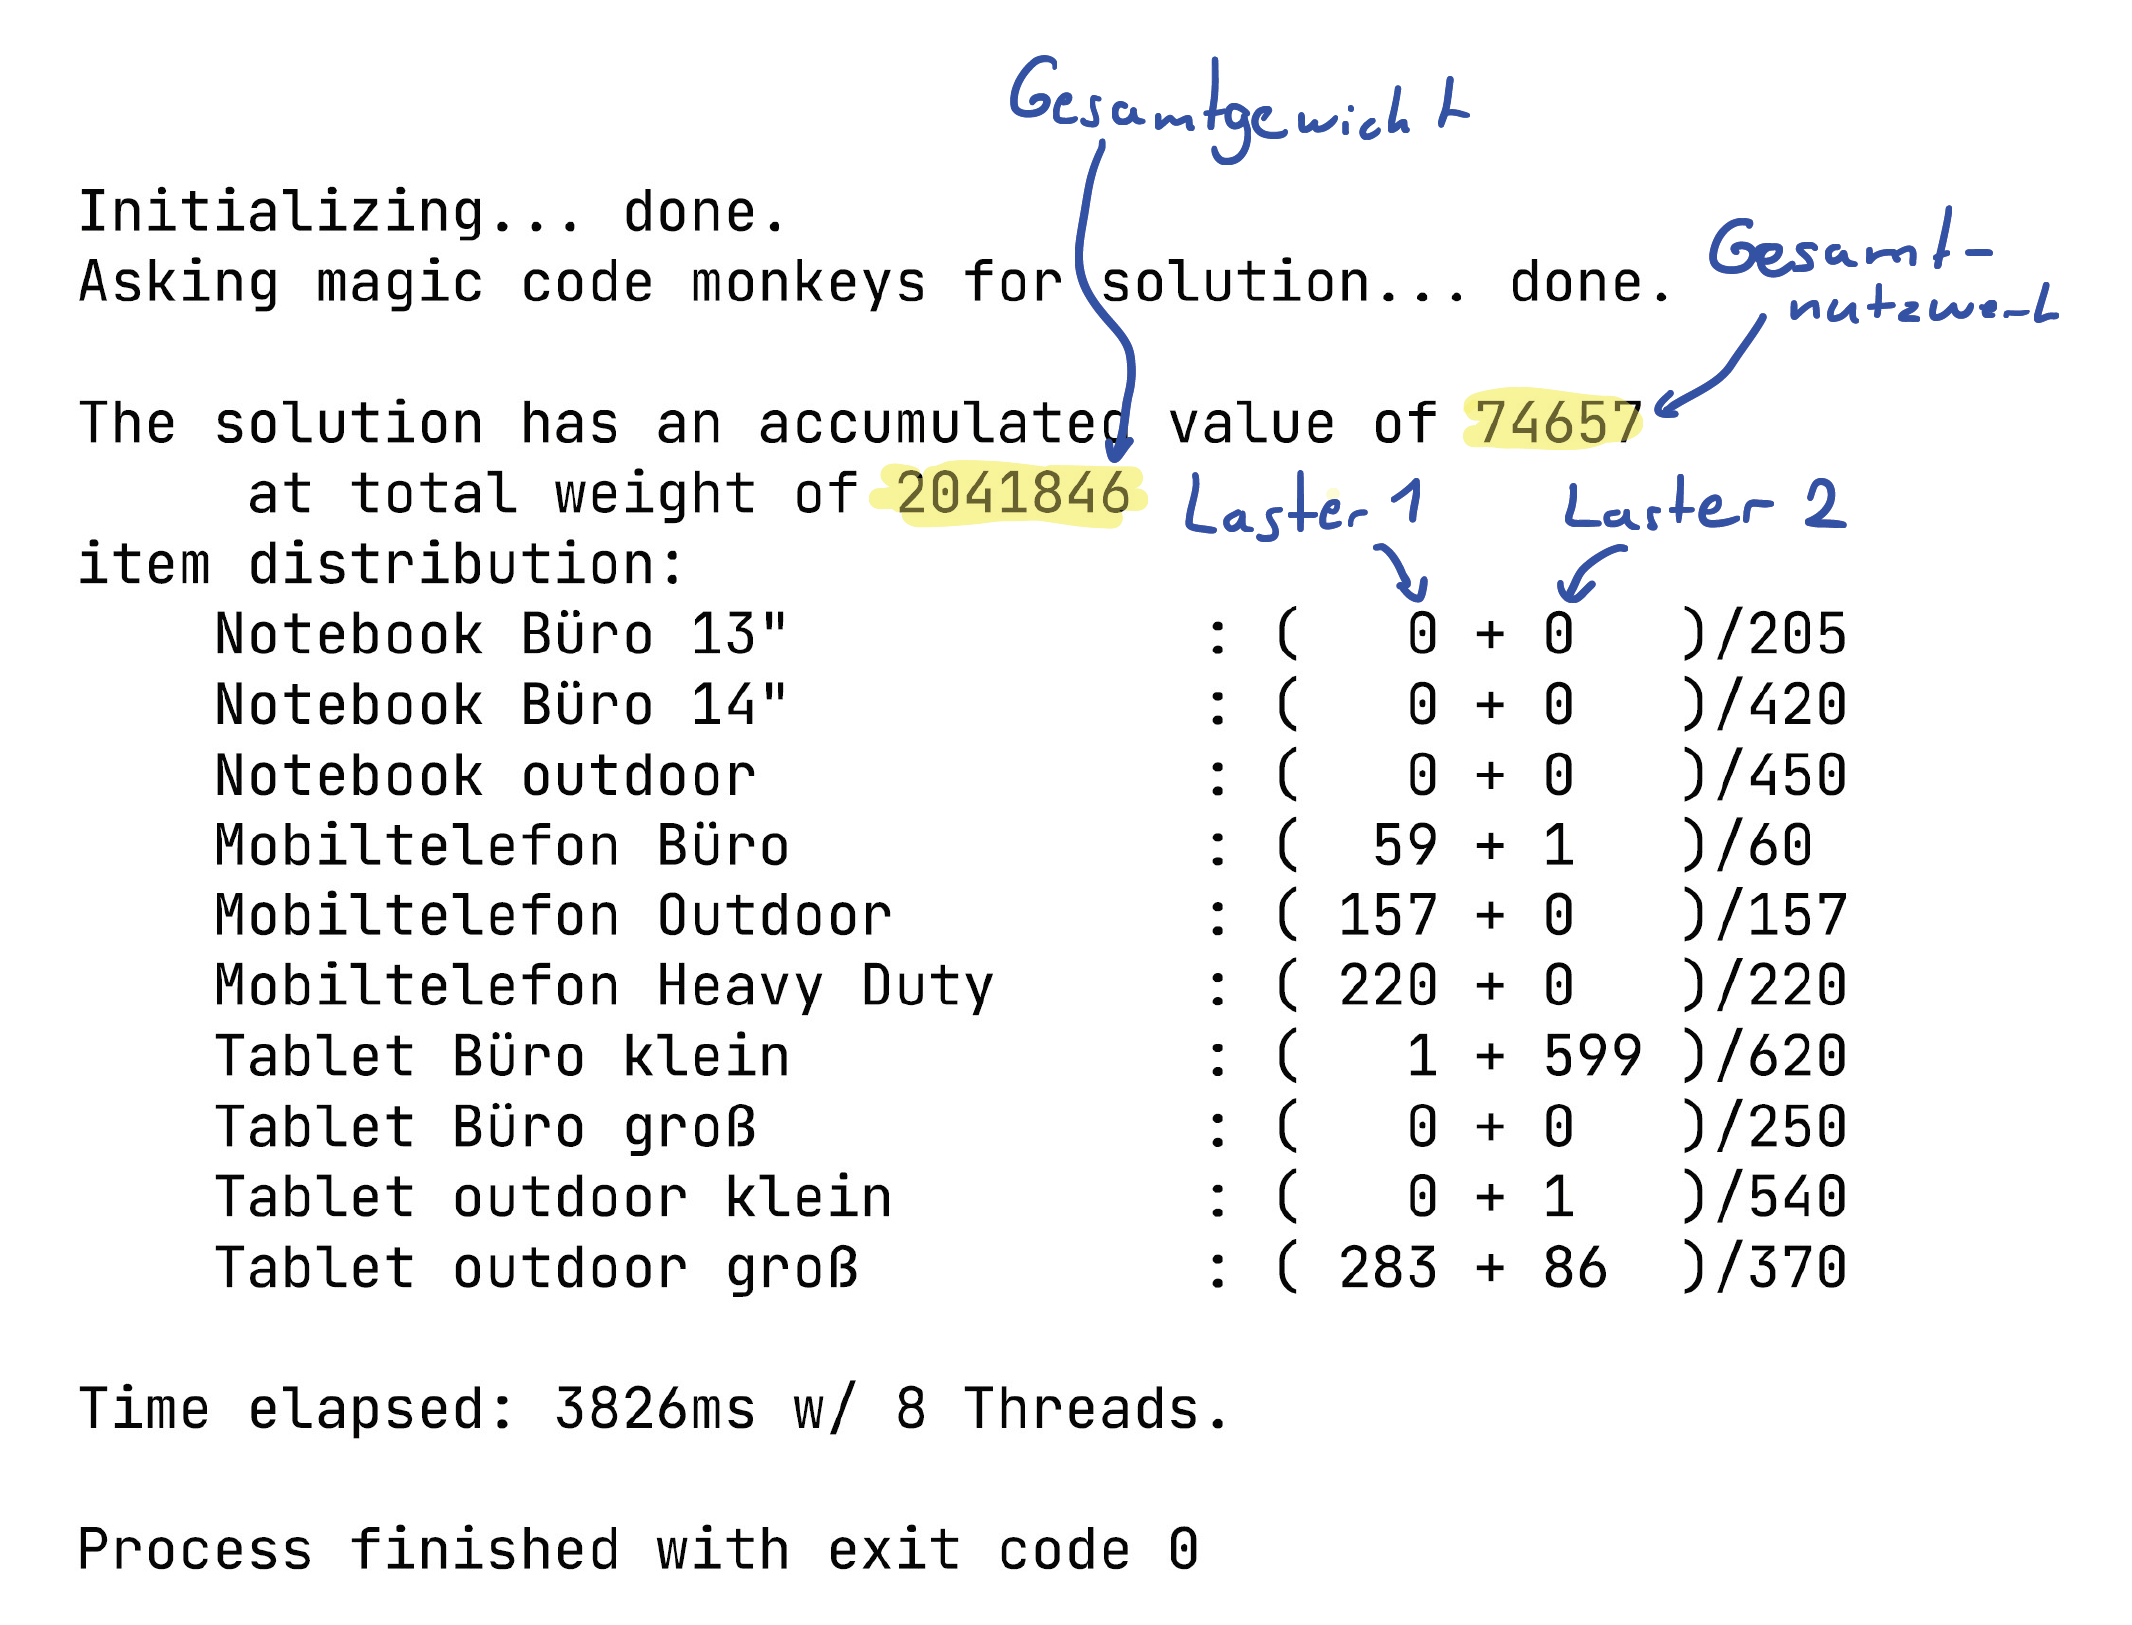 Gesamtgewicht
Initializing... done.
Asking magic code monkeys for solution... done.
Gesamt-
nutzwert
The solution has an accumulated value of 74657
at total weight of 2041846
Laster 1
Laster 2
item distribution:
Notebook Büro 13" : ( 0 + 0 )/205
Notebook Büro 14" : ( 0 + 0 )/420
Notebook outdoor : ( 0 + 0 )/450
Mobiltelefon Büro : ( 59 + 1 )/60
Mobiltelefon Outdoor : ( 157 + 0 )/157
Mobiltelefon Heavy Duty : ( 220 + 0 )/220
Tablet Büro klein : ( 1 + 599 )/620
Tablet Büro groß : ( 0 + 0 )/250
Tablet outdoor klein : ( 0 + 1 )/540
Tablet outdoor groß : ( 283 + 86 )/370
Time elapsed: 3826ms w/ 8 Threads.
Process finished with exit code 0